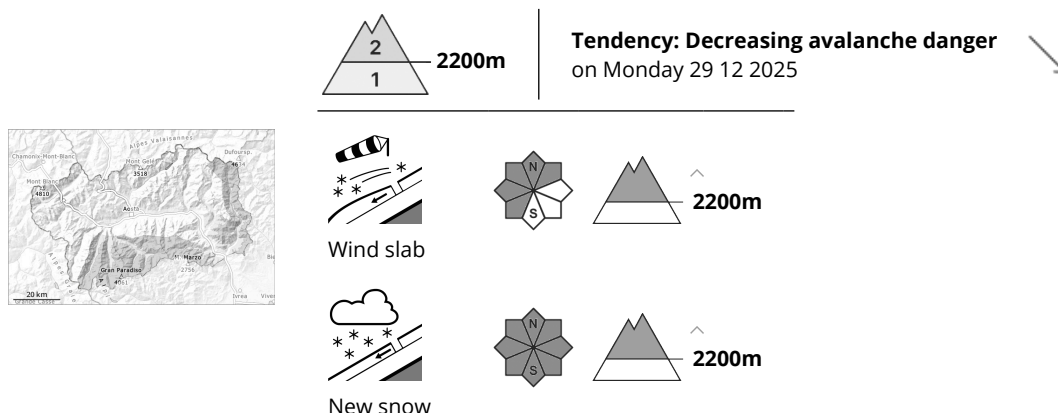 2
1
2200m
Tendency: Decreasing avalanche danger
on Monday 29 12 2025
Alpes Valaisannes
Chamonix-Mont-Blanc
Mont Gelé
3518
Dufoursp.
4634
Mont Blanc
4810
Aosta
M. Marzo
2756
Gran Paradiso
4061
Ivrea
20 km
N
S
2200m
Wind slab
N
S
2200m
New snow